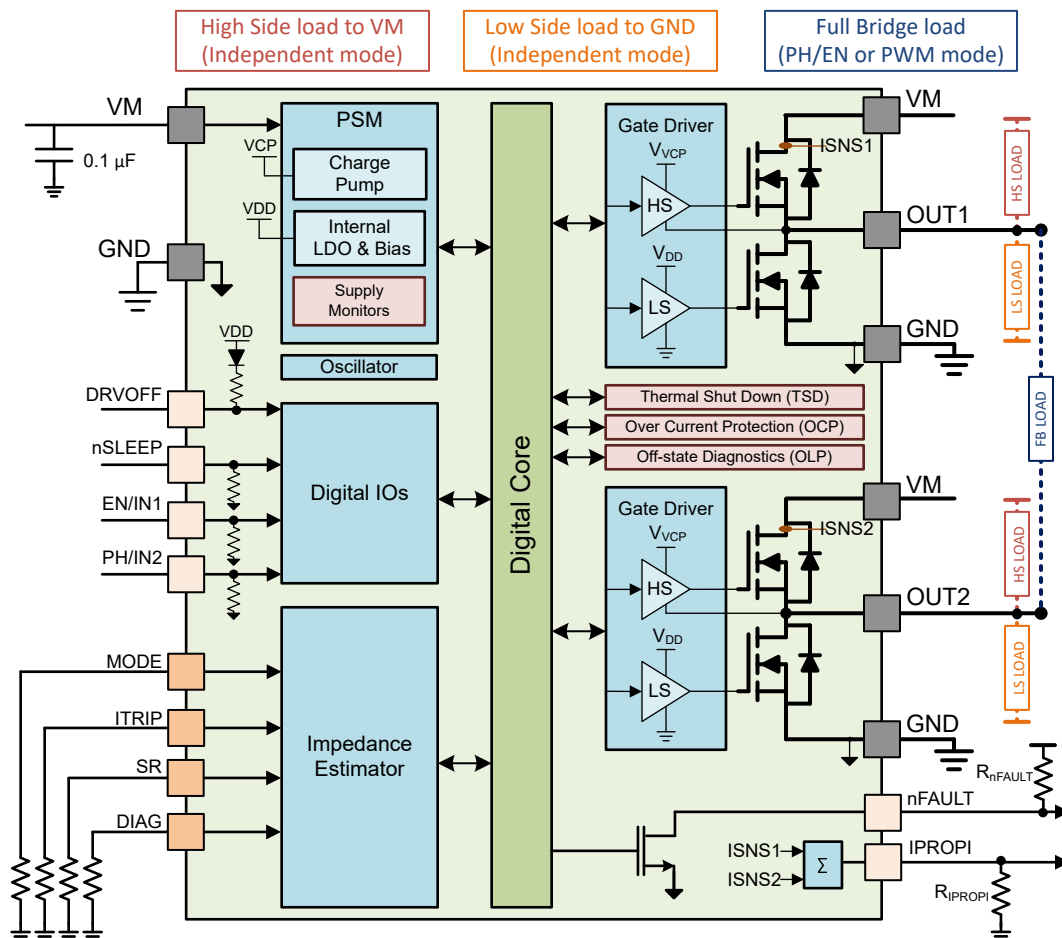 High Side load to VM
(Independent mode)
Low Side load to GND
(Independent mode)
Full Bridge load
(PH/EN or PWM mode)
VM
0.1 µF
GND
PSM
VCP
Charge
Pump
VDD
Internal
LDO & Bias
Supply
Monitors
Oscillator
VDD
DRVOFF
nSLEEP
EN/IN1
PH/IN2
Digital IOs
MODE
ITRIP
SR
DIAG
Impedance
Estimator
Digital Core
Gate Driver
VVCP
HS
VDD
LS
ISNS1
VM
OUT1
GND
HS LOAD
LS LOAD
FB LOAD
Thermal Shut Down (TSD)
Over Current Protection (OCP)
Off-state Diagnostics (OLP)
Gate Driver
VVCP
HS
VDD
LS
ISNS2
VM
OUT2
GND
HS LOAD
LS LOAD
RnFAULT
nFAULT
ISNS1
ISNS2
Σ
IPROPI
RIPROPI